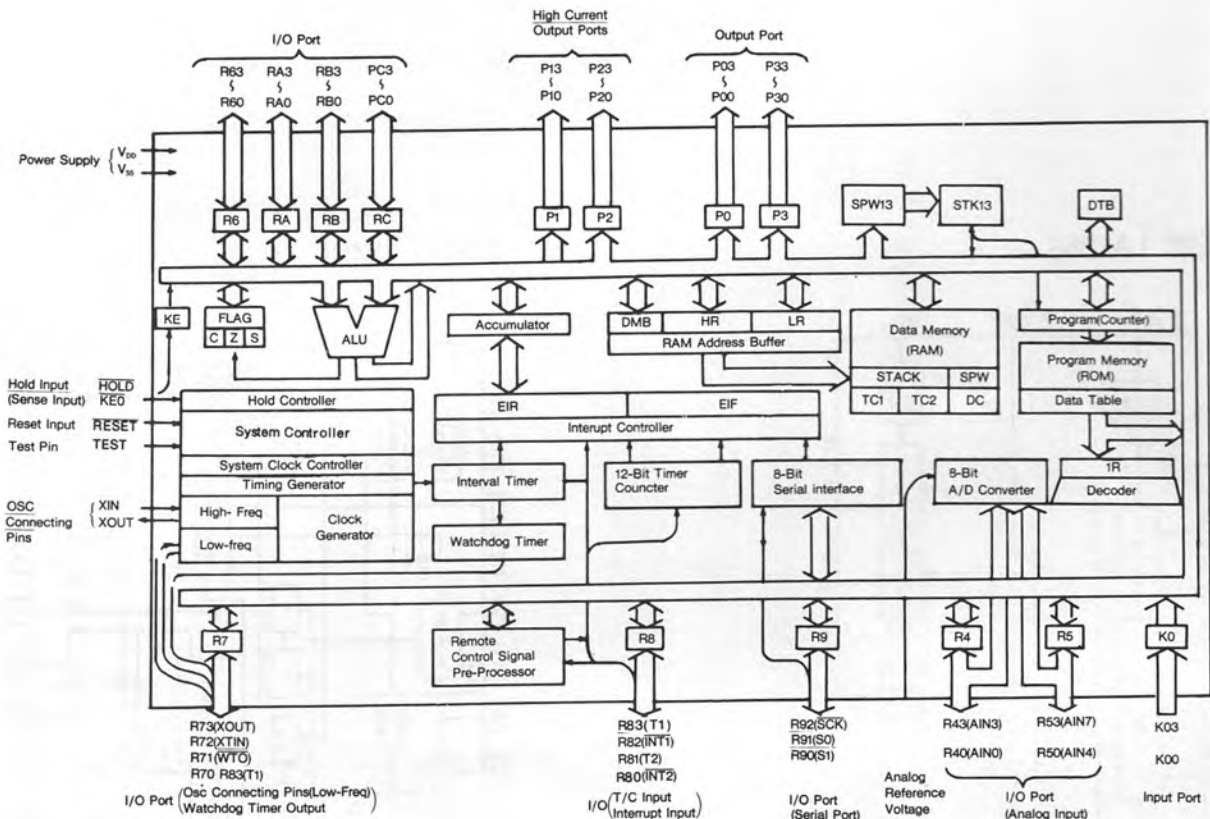 High Current
Output Ports
I/O Port
Output Port
R63 RA3 RB3 PC3
R60 RA0 RB0 PC0
P13 P23
P10 P20
P03 P33
P00 P30
Power Supply { VDD
VSS
R6 RA RB RC
P1 P2
P0 P3
SPW13
STK13
DTB
KE
FLAG
C Z S
ALU
Accumulator
DMB HR LR
RAM Address Buffer
Data Memory
(RAM)
STACK SPW
TC1 TC2 DC
Program(Counter)
Program Memory
(ROM)
Data Table
Hold Input HOLD
(Sense Input) KE0
Reset Input RESET
Test Pin TEST
Hold Controller
System Controller
System Clock Controller
Timing Generator
High- Freq
Low-freq
Clock
Generator
OSC
Connecting
Pins
XIN
XOUT
EIR EIF
Interupt Controller
Interval Timer
Watchdog Timer
12-Bit Timer
Councter
8-Bit
Serial interface
8-Bit
A/D Converter
1R
Decoder
R7
Remote
Control Signal
Pre-Processor
R8
R9
R4
R5
K0
R73(XOUT)
R72(XTIN)
R71(WTO)
R70 R83(T1)
I/O Port (Osc Connecting Pins(Low-Freq)
Watchdog Timer Output)
R83(T1)
R82(INT1)
R81(T2)
R80(INT2)
I/O (T/C Input
Interrupt Input)
R92(SCK)
R91(S0)
R90(S1)
I/O Port
(Serial Port)
Analog
Reference
Voltage
R43(AIN3) R53(AIN7)
R40(AIN0) R50(AIN4)
I/O Port
(Analog Input)
K03
K00
Input Port